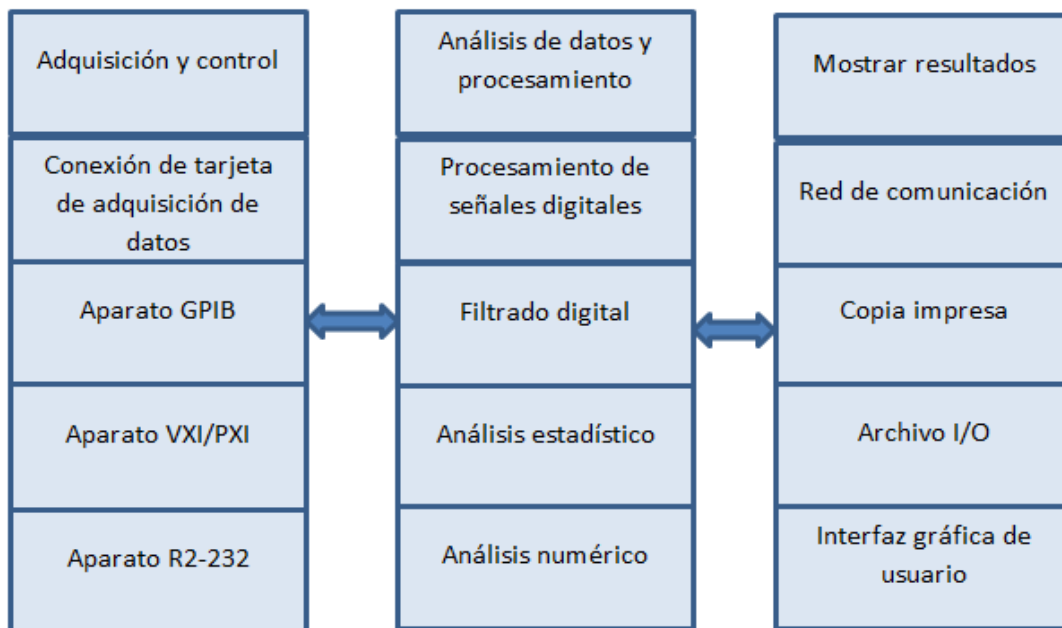 Adquisición y control
Conexión de tarjeta
de adquisición de
datos
Aparato GPIB
Aparato VXI/PXI
Aparato R2-232
Análisis de datos y
procesamiento
Procesamiento de
señales digitales
Filtrado digital
Análisis estadístico
Análisis numérico
Mostrar resultados
Red de comunicación
Copia impresa
Archivo I/O
Interfaz gráfica de
usuario